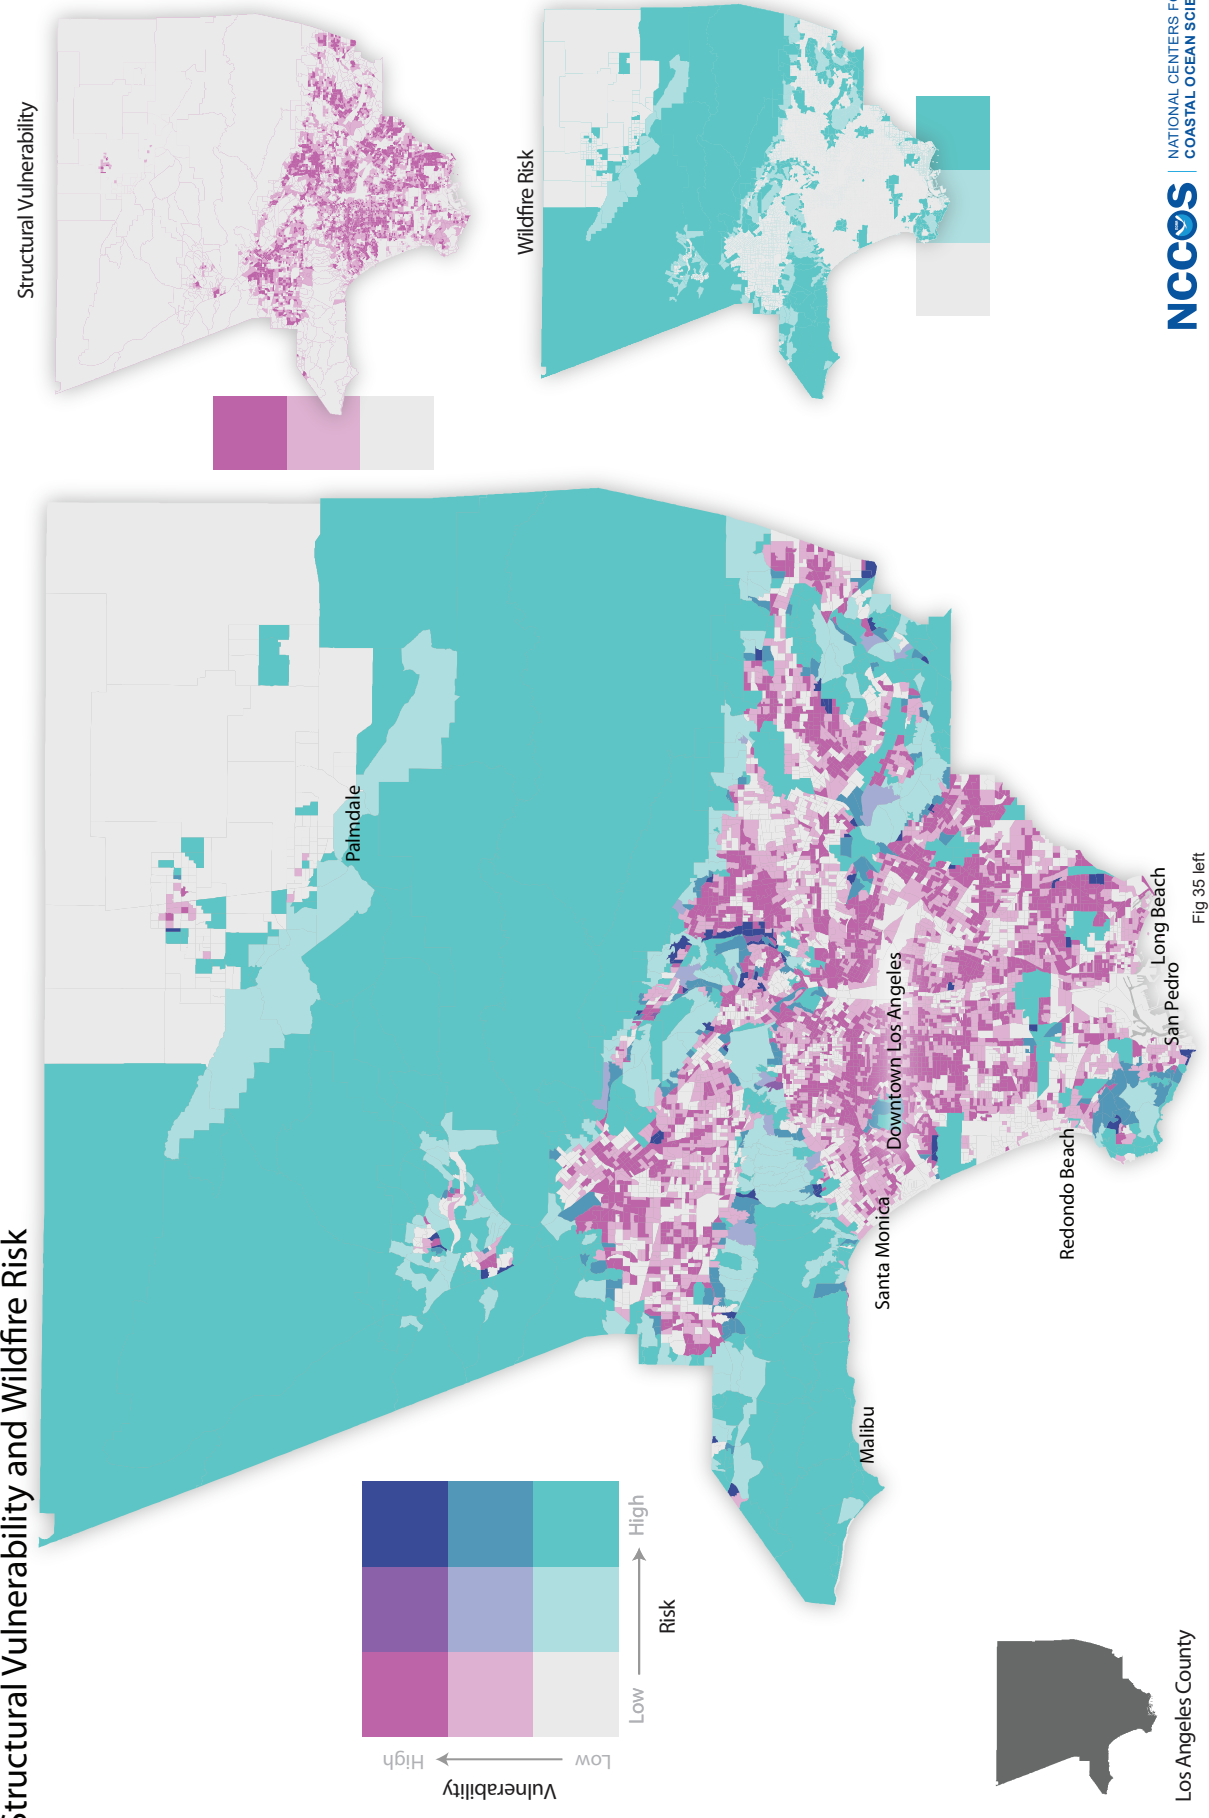 Structural Vulnerability and Wildfire Risk
Structural Vulnerability
Wildfire Risk
Palmdale
Downtown Los Angeles
Santa Monica
Malibu
Redondo Beach
Long Beach
San Pedro
High
Low
Vulnerability
Low
High
Risk
Los Angeles County
Fig 35 left
NCCOS
NATIONAL CENTERS
COASTAL OCEAN